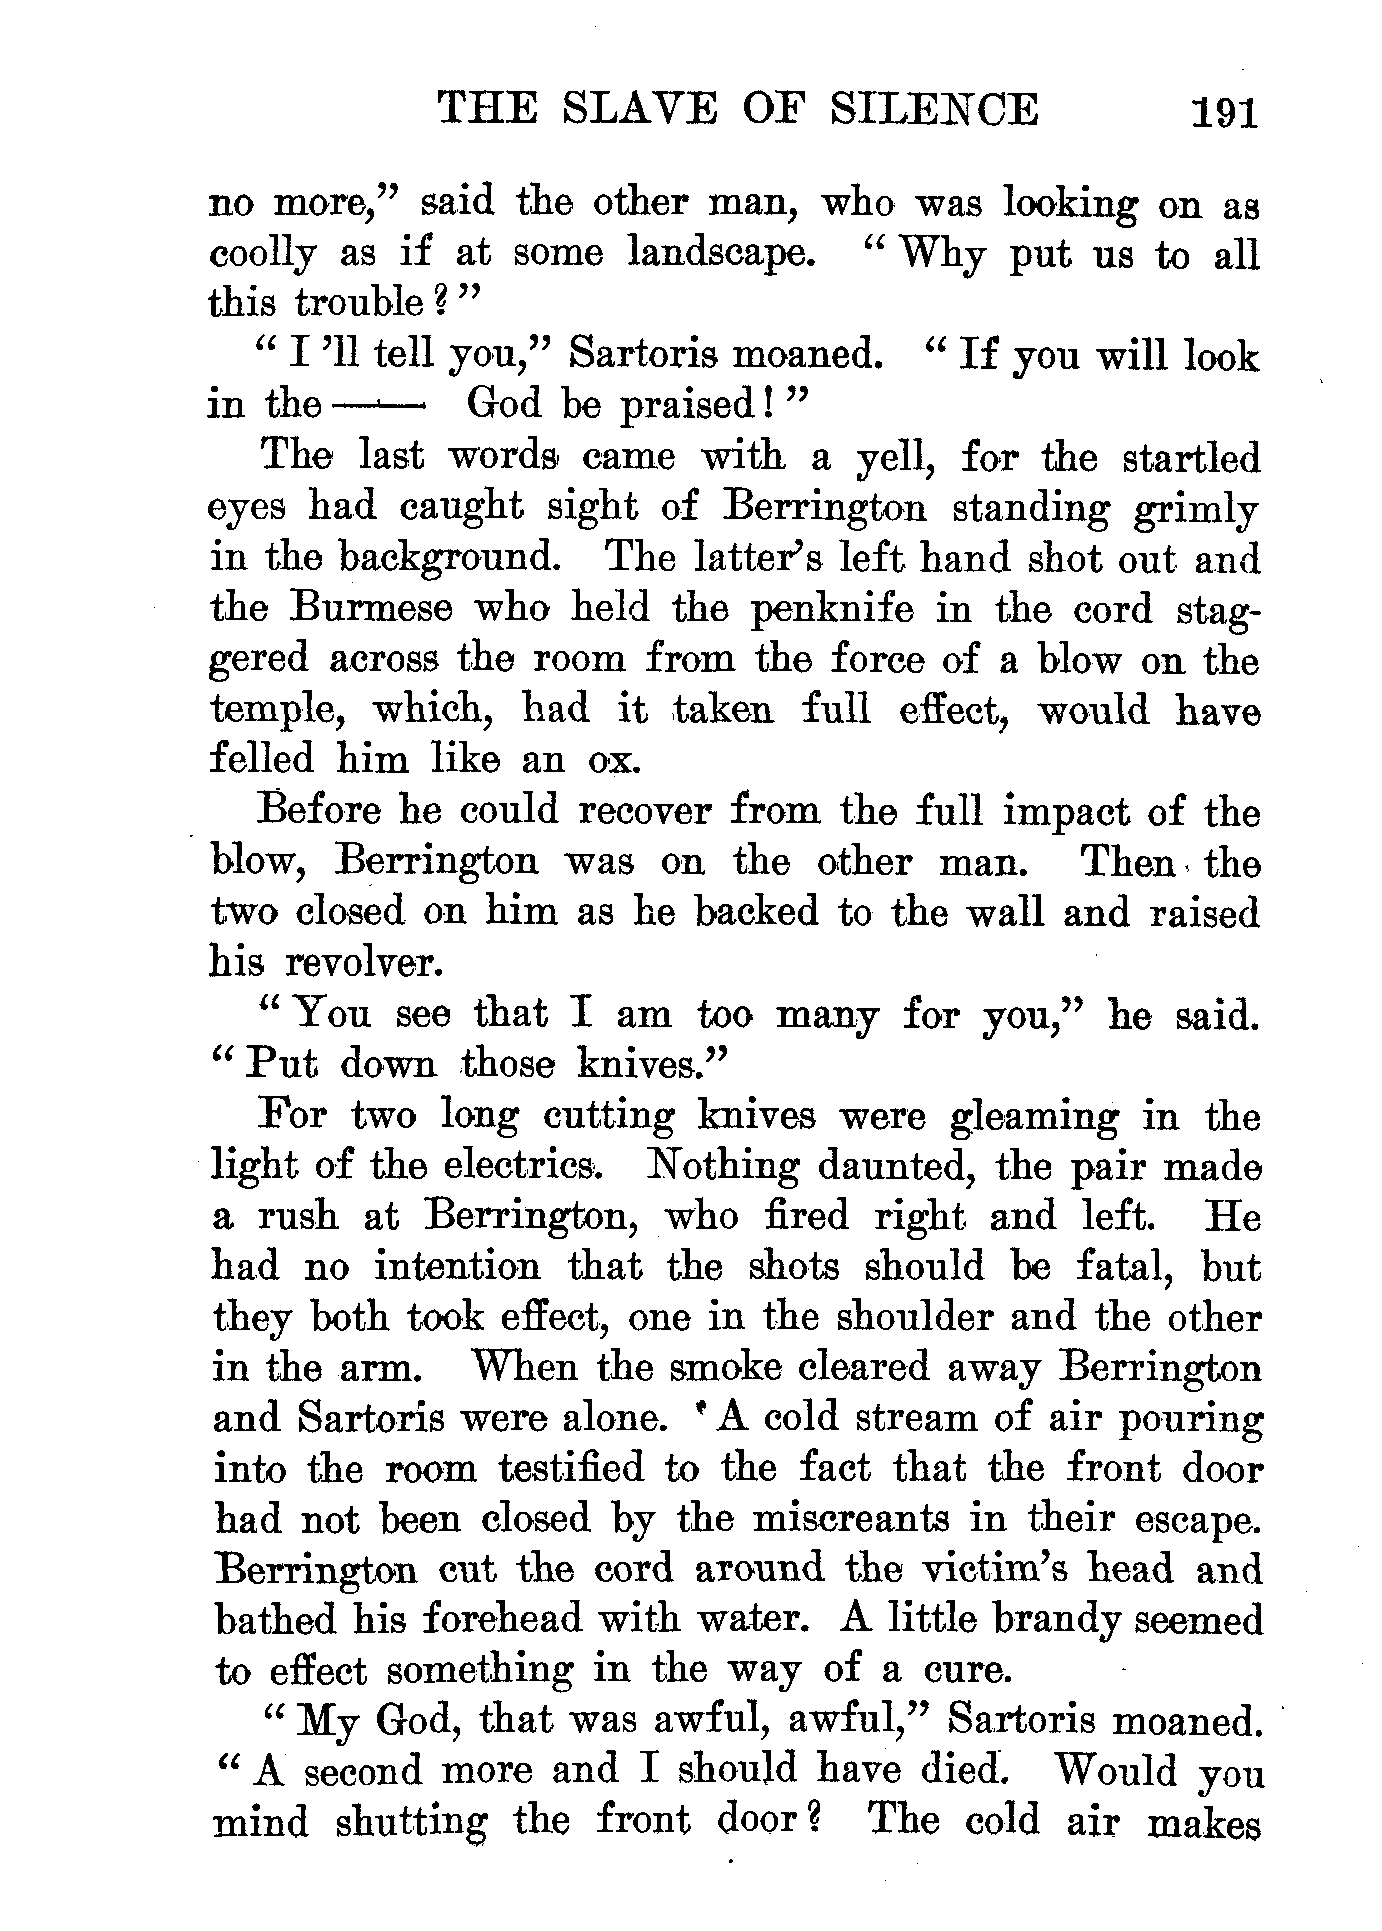 THE SLAVE OF SILENCE 191
no more,” said the other man, who was looking on as
coolly as if at some landscape. “Why put us to all
this trouble?”
“I'll tell you,” Sartoris moaned. “If you will look
in the —— God be praised!”
The last words came with a yell, for the startled
eyes had caught sight of Berrington standing grimly
in the background. The latter's left hand shot out and
the Burmese who held the penknife in the cord stag-
gered across the room from the force of a blow on the
temple, which, had it taken full effect, would have
felled him like an ox.
Before he could recover from the full impact of the
blow, Berrington was on the other man. Then the
two closed on him as he backed to the wall and raised
his revolver.
“You see that I am too many for you,” he said.
“Put down those knives.”
For two long cutting knives were gleaming in the
light of the electrics. Nothing daunted, the pair made
a rush at Berrington, who fired right and left. He
had no intention that the shots should be fatal, but
they both took effect, one in the shoulder and the other
in the arm. When the smoke cleared away Berrington
and Sartoris were alone. A cold stream of air pouring
into the room testified to the fact that the front door
had not been closed by the miscreants in their escape.
Berrington cut the cord around the victim's head and
bathed his forehead with water. A little brandy seemed
to effect something in the way of a cure.
“My God, that was awful, awful,” Sartoris moaned.
“A second more and I should have died. Would you
mind shutting the front door? The cold air makes